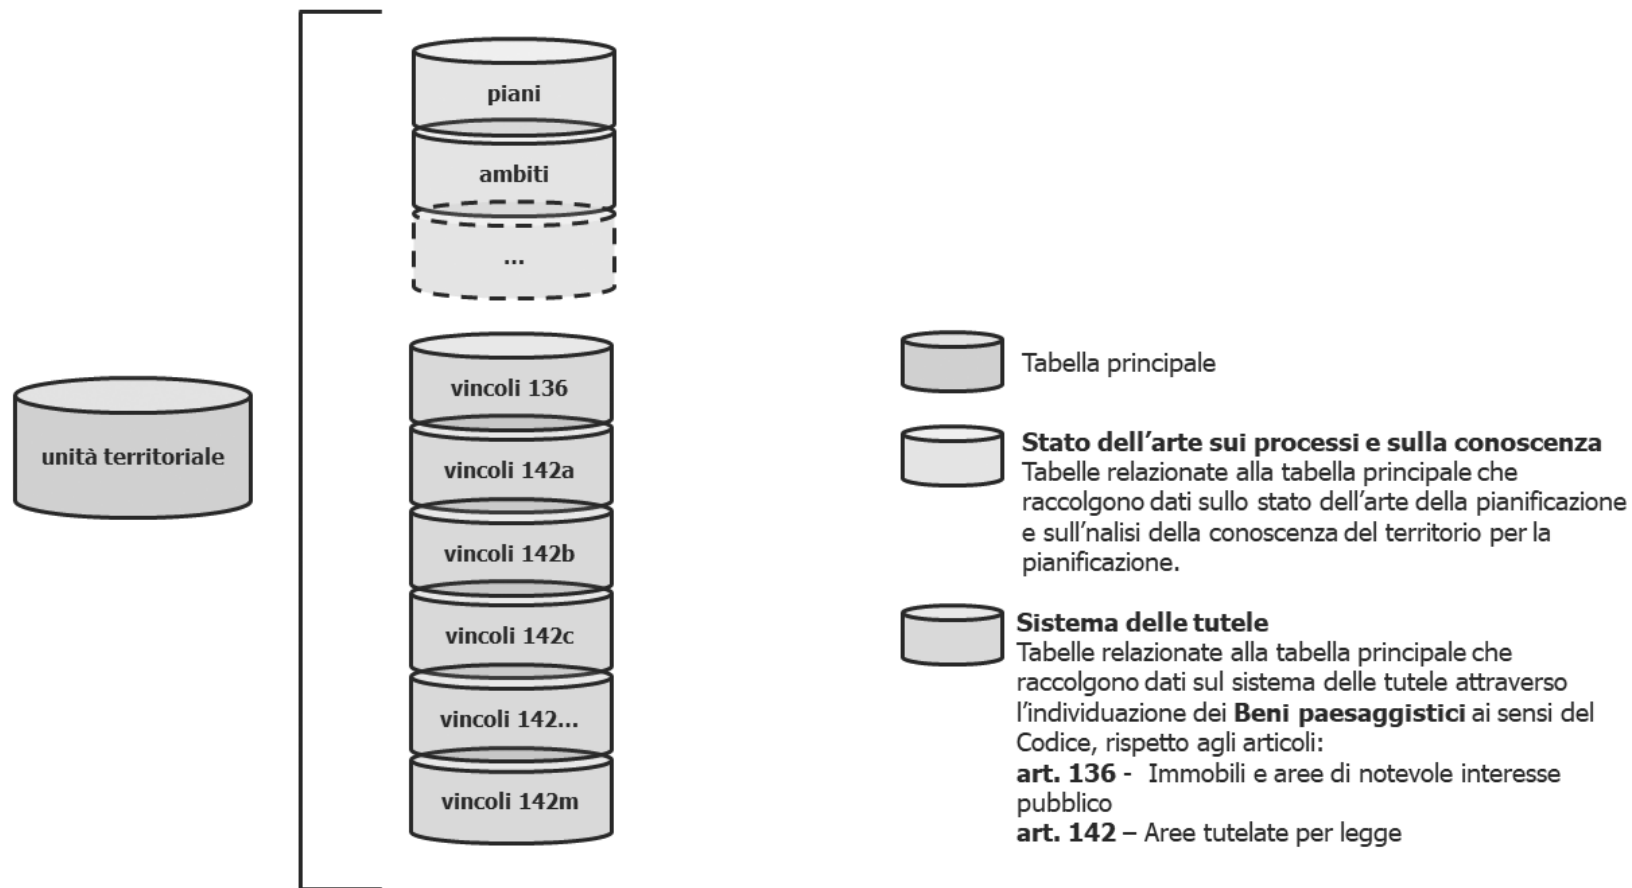 piani
ambiti
...
unità territoriale
vincoli 136
vincoli 142a
vincoli 142b
vincoli 142c
vincoli 142...
vincoli 142m
Tabella principale
Stato dell’arte sui processi e sulla conoscenza
Tabelle relazionate alla tabella principale che
raccolgono dati sullo stato dell’arte della pianificazione
e sull’nalisi della conoscenza del territorio per la
pianificazione.
Sistema delle tutele
Tabelle relazionate alla tabella principale che
raccolgono dati sul sistema delle tutele attraverso
l’individuazione dei Beni paesaggistici ai sensi del
Codice, rispetto agli articoli:
art. 136 - Immobili e aree di notevole interesse
pubblico
art. 142 – Aree tutelate per legge